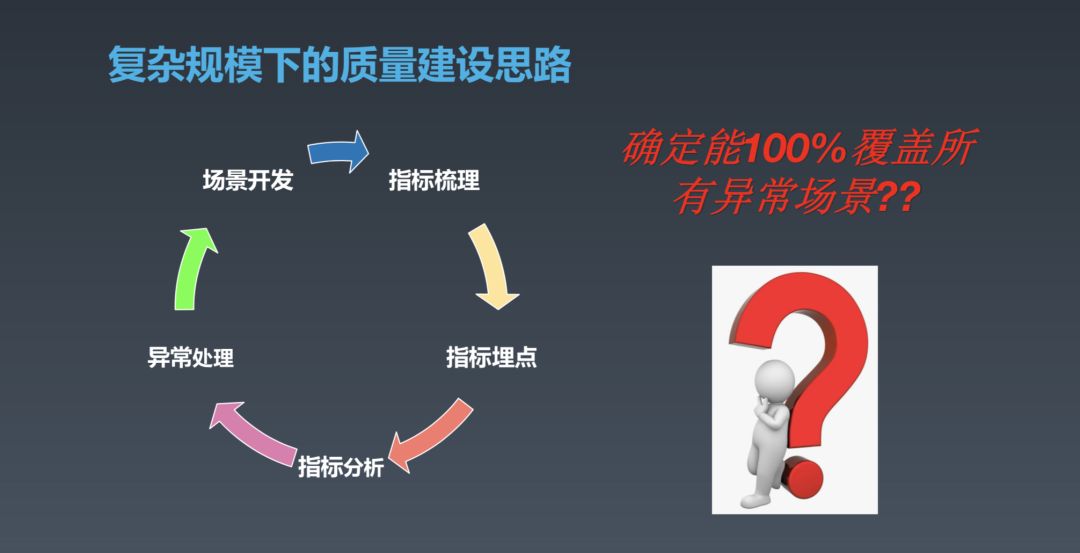 复杂规模下的质量建设思路
场景开发
指标梳理
确定能100%覆盖所
有异常场景??
异常处理
指标埋点
指标分析